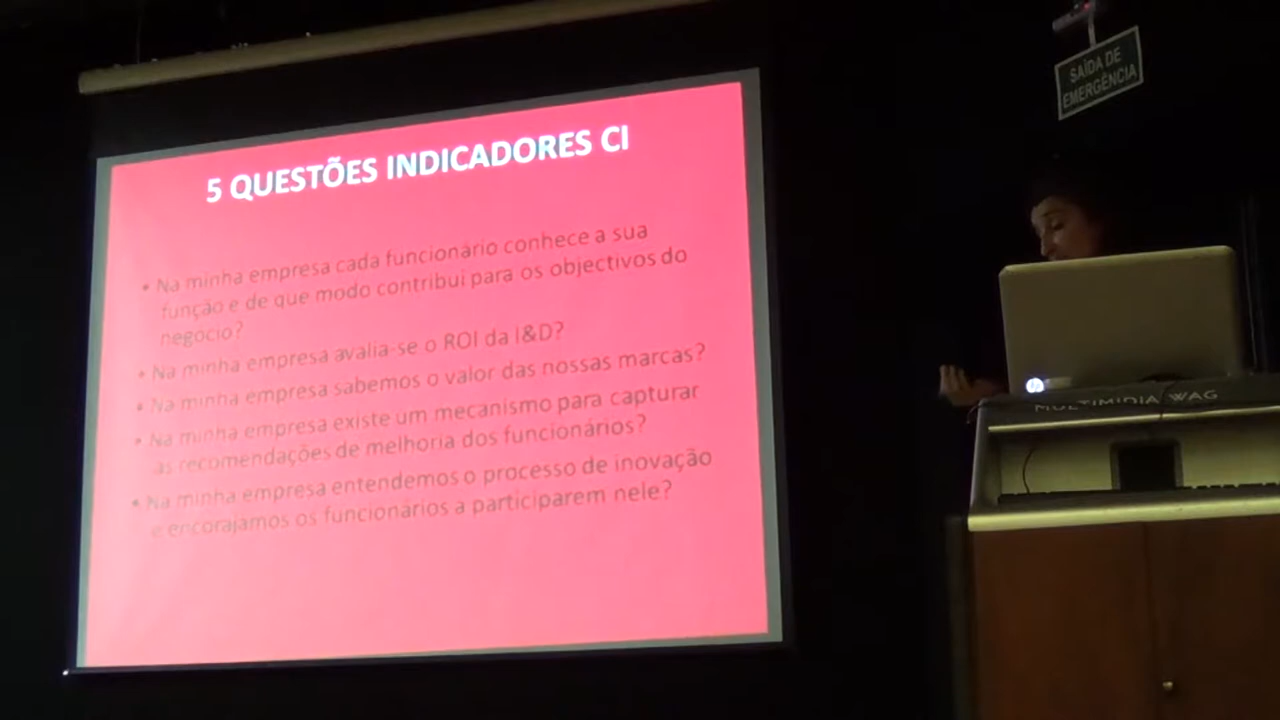 5 QUESTÕES INDICADORES CI
• Na minha empresa cada funcionário conhece a sua
função e de que modo contribui para os objectivos do
negócio?
• Na minha empresa avalia-se o ROI da I&D?
• Na minha empresa sabemos o valor das nossas marcas?
• Na minha empresa existe um mecanismo para capturar
as recomendações de melhoria dos funcionários?
• Na minha empresa entendemos o processo de inovação
e encorajamos os funcionários a participarem nele?
SAÍDA DE
EMERGÊNCIA
MULTIMIDIA WAG